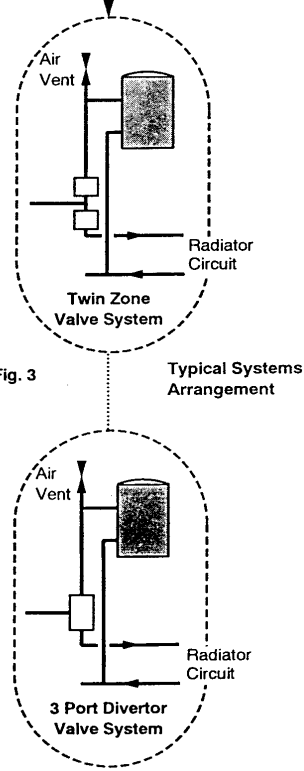 Air
Vent
Radiator
Circuit
Twin Zone
Valve System
Fig. 3
Typical Systems
Arrangement
Air
Vent
Radiator
Circuit
3 Port Divertor
Valve System